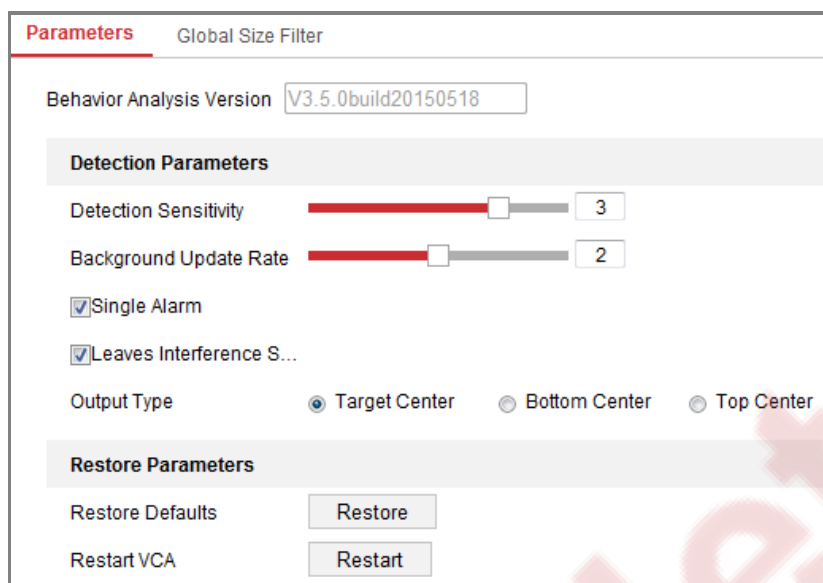 Parameters Global Size Filter
Behavior Analysis Version V3.5.0build20150518
Detection Parameters
Detection Sensitivity 3
Background Update Rate 2
Single Alarm
Leaves Interference S...
Output Type Target Center Bottom Center Top Center
Restore Parameters
Restore Defaults Restore
Restart VCA Restart